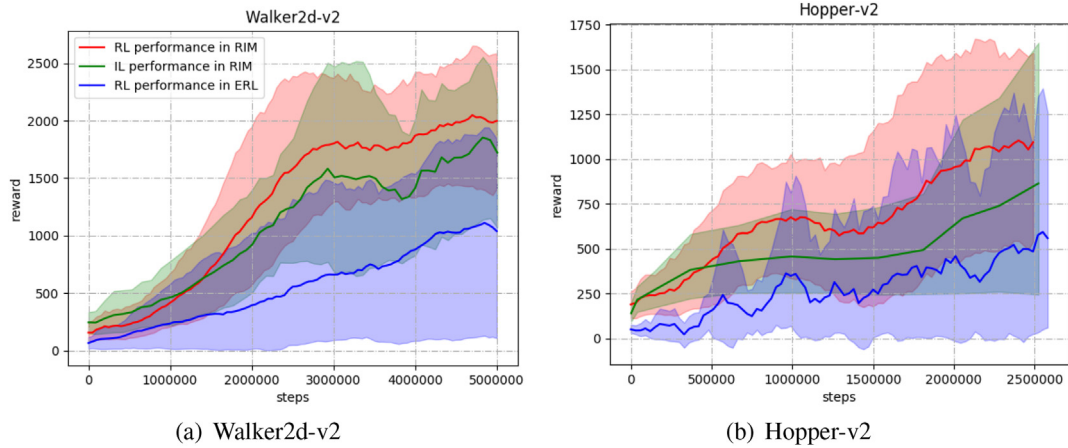 Walker2d-v2
RL performance in RIM
IL performance in RIM
RL performance in ERL
2500
2000
1500
1000
500
0
reward
0 1000000 2000000 3000000 4000000 5000000
steps
(a) Walker2d-v2
Hopper-v2
1750
1500
1250
1000
750
500
250
0
reward
0 500000 1000000 1500000 2000000 2500000
steps
(b) Hopper-v2